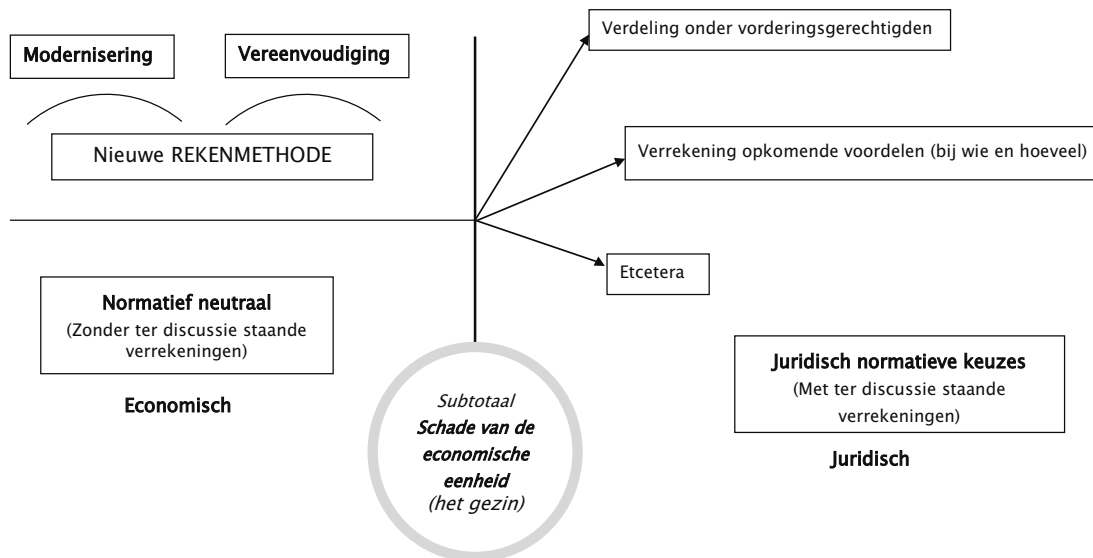 Modernisering
Vereenvoudiging
Nieuwe REKENMETHODE
Verdeling onder vorderingsgerechtigden
Verrekening opkomende voordelen (bij wie en hoeveel)
Etcetera
Normatief neutraal
(Zonder ter discussie staande
verrekeningen)
Economisch
Subtotaal
Schade van de
economische
eenheid
(het gezin)
Juridisch normatieve keuzes
(Met ter discussie staande
verrekeningen)
Juridisch